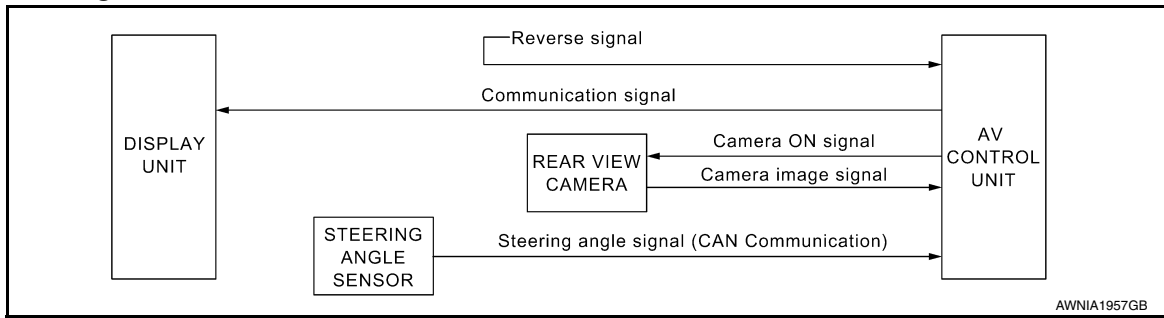 Reverse signal
Communication signal
DISPLAY
UNIT
Camera ON signal
REAR VIEW
CAMERA
Camera image signal
AV
CONTROL
UNIT
STEERING
ANGLE
SENSOR
Steering angle signal (CAN Communication)
AWNIA1957GB